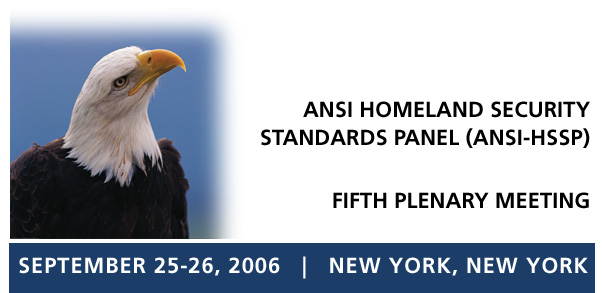 ANSI HOMELAND SECURITY
STANDARDS PANEL (ANSI-HSSP)
FIFTH PLENARY MEETING
SEPTEMBER 25-26, 2006 | NEW YORK, NEW YORK